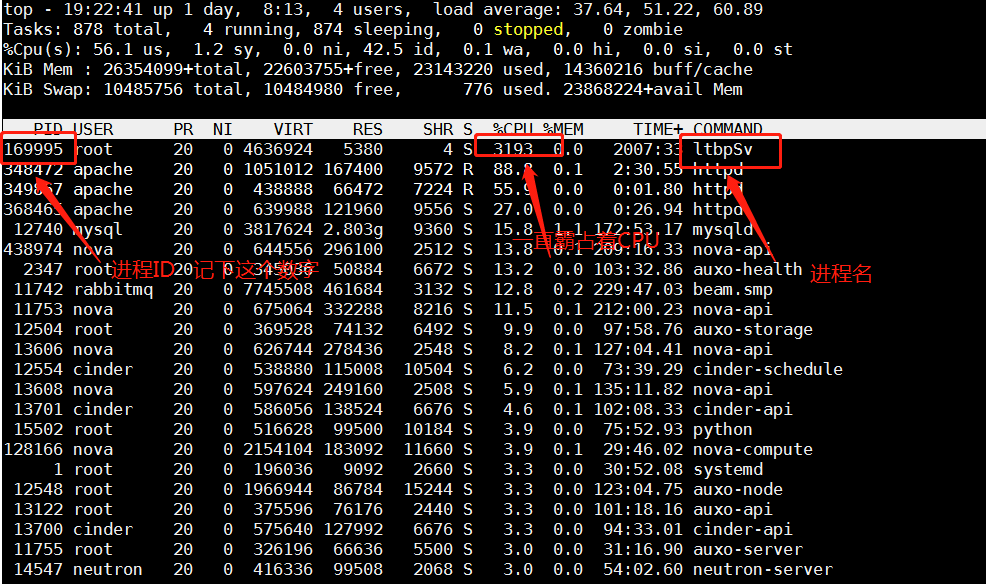 top - 19:22:41 up 1 day,  8:13,  4 users,  load average: 37.64, 51.22, 60.89
Tasks: 878 total,   4 running, 874 sleeping,   0 stopped,   0 zombie
%Cpu(s): 56.1 us,  1.2 sy,  0.0 ni, 42.5 id,  0.1 wa,  0.0 hi,  0.0 si,  0.0 st
KiB Mem : 26354099+total, 22603755+free, 23143220 used, 14360216 buff/cache
KiB Swap: 10485756 total, 10484980 free,      776 used. 23868224+avail Mem
PID USER PR NI VIRT RES SHR S %CPU %MEM TIME+ COMMAND
169995 root 20 0 4636924 5380 4 S 3193 0.0 2007:33 ltbpSv
348472 apache 20 0 1051012 167400 9572 R 0.1 2:30.55 httpd
apache 20 0 438888 66472 7224 R 55.9 0.0 0:01.80 httpd
apache 20 0 639988 121960 9556 S 27.0 0.0 0:26.94 httpd
12740 mysql 20 0 3817624 2.803g 9360 S 15.8 1.1 172:53.17 mysqld
438974 nova 20 0 644556 296100 2512 S 13.8 0.1 209:16.33 nova-api
一直霸占着CPU
2347 root 50884 6672 S 13.2 0.0 103:32.86 auxo-health
进程ID 记下这个数字
进程名
11742 rabbitmq 20 0 7745508 461684 3132 S 12.8 0.2 229:47.03 beam.smp
11753 nova 20 0 675064 332288 8216 S 11.5 0.1 212:00.23 nova-api
12504 root 20 0 369528 74132 6492 S 9.9 0.0 97:58.76 auxo-storage
13606 nova 20 0 626744 278436 2548 S 8.2 0.1 127:04.41 nova-api
12554 cinder 20 0 538880 115008 10504 S 6.2 0.0 73:39.29 cinder-schedule
13608 nova 20 0 597624 249160 2508 S 5.9 0.1 135:11.82 nova-api
13701 cinder 20 0 586056 138524 6676 S 4.6 0.1 102:08.33 cinder-api
15502 root 20 0 516628 99500 10184 S 3.9 0.0 75:52.93 python
128166 nova 20 0 2154104 183092 11660 S 3.9 0.1 29:46.02 nova-compute
1 root 20 0 196036 9092 2660 S 3.3 0.0 30:52.08 systemd
12548 root 20 0 1966944 86784 15244 S 3.3 0.0 123:04.75 auxo-node
13122 root 20 0 375596 76176 2440 S 3.3 0.0 101:18.16 auxo-api
13700 cinder 20 0 575640 127992 6676 S 3.3 0.0 94:33.01 cinder-api
11755 root 20 0 326196 66636 5500 S 3.0 0.0 31:16.90 auxo-server
14547 neutron 20 0 416336 99508 2068 S 3.0 0.0 54:02.60 neutron-server